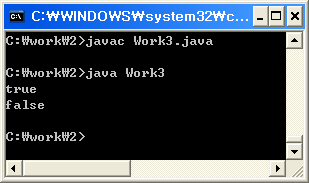 C:₩WINDOWS₩system32₩c...
C:₩work₩2>javac Work3.java
C:₩work₩2>java Work3
true
false
C:₩work₩2>